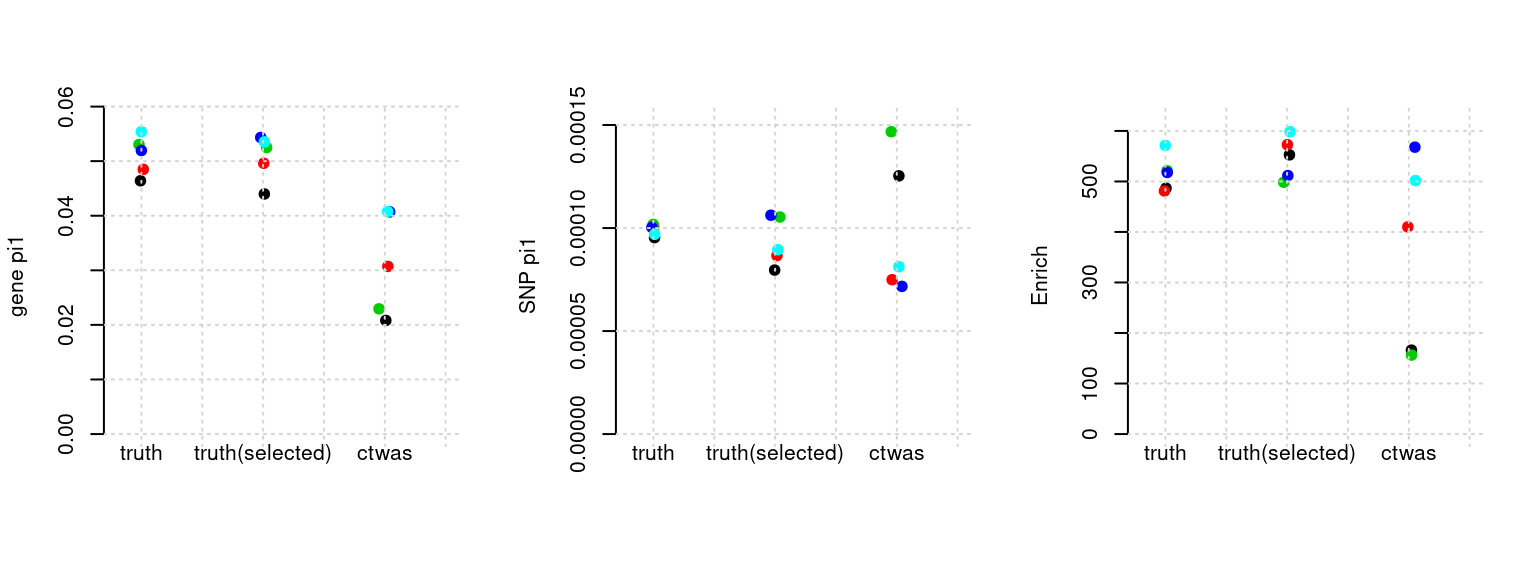 gene pi1
0.00
0.02
0.04
0.06
truth
truth(selected)
ctwas
SNP pi1
0.00000
0.00005
0.00010
0.00015
truth
truth(selected)
ctwas
Enrich
0
100
300
500
truth
truth(selected)
ctwas